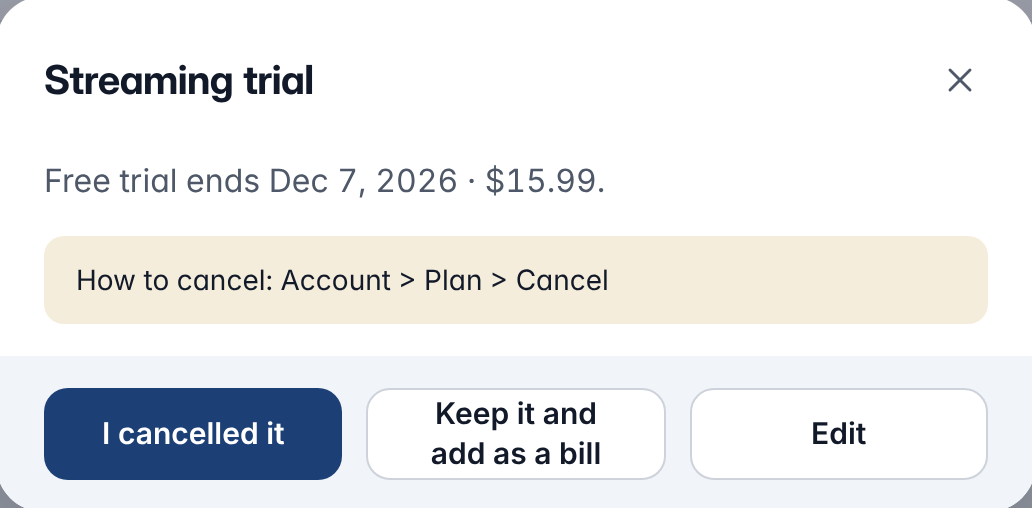 Streaming trial
Free trial ends Dec 7, 2026 · $15.99.
How to cancel: Account > Plan > Cancel
I cancelled it
Keep it and
add as a bill
Edit